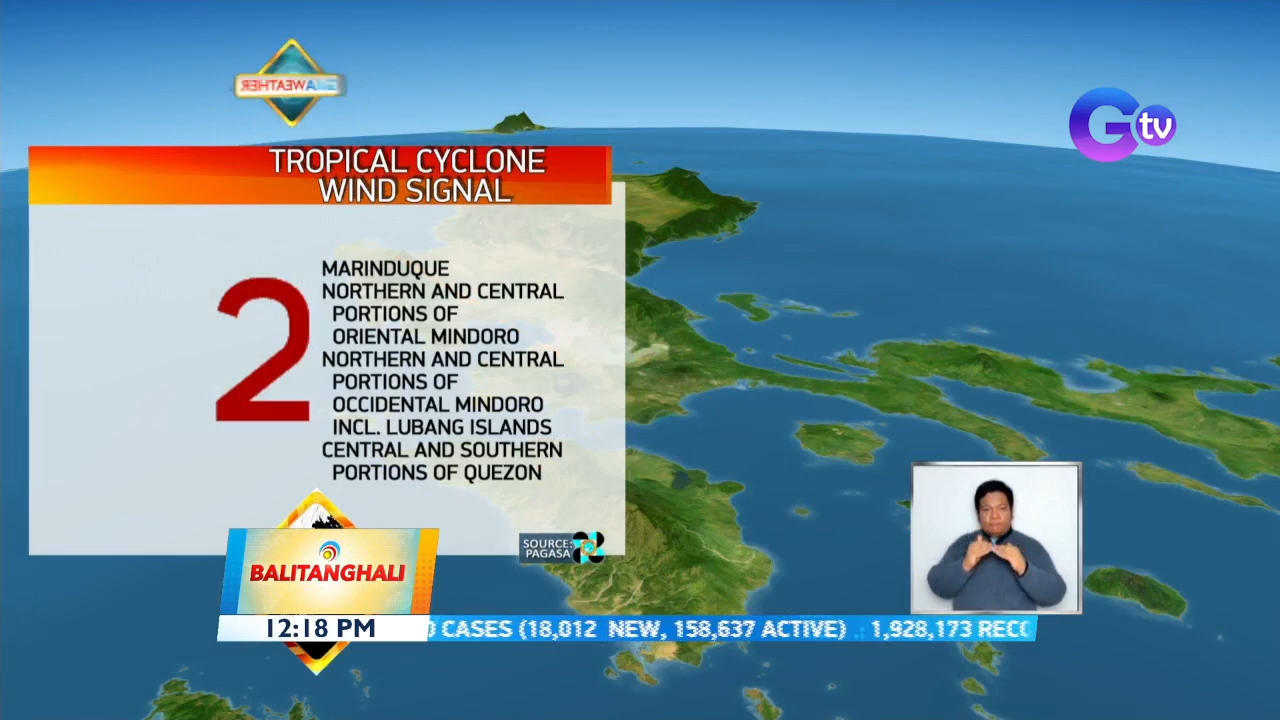 WEATHER
Gtv
TROPICAL CYCLONE
WIND SIGNAL
2
MARINDUQUE
NORTHERN AND CENTRAL
PORTIONS OF
ORIENTAL MINDORO
NORTHERN AND CENTRAL
PORTIONS OF
OCCIDENTAL MINDORO
INCL. LUBANG ISLANDS
CENTRAL AND SOUTHERN
PORTIONS OF QUEZON
SOURCE:
PAGASA
BALITANGHALI
12:18 PM
CASES (18,012 NEW, 158,637 ACTIVE) 1,928,173